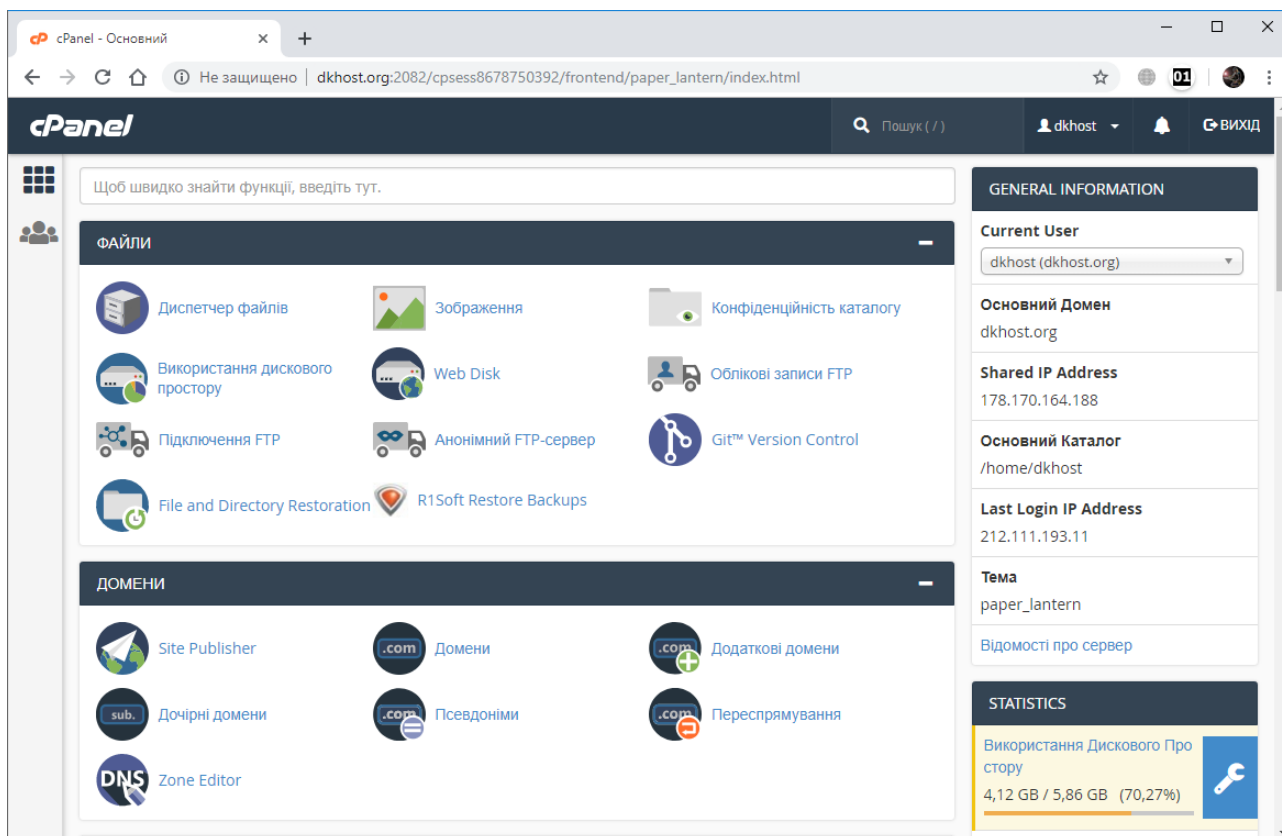 cPanel - Основний
Не защищено | dkhost.org:2082/cpsess8678750392/frontend/paper_lantern/index.html
01
cPanel
Пошук ( / )
dkhost
ВИХІД
Щоб швидко знайти функції, введіть тут.
ФАЙЛИ
Диспетчер файлів
Зображення
Конфіденційність каталогу
Використання дискового
простору
Web Disk
Облікові записи FTP
Підключення FTP
Анонімний FTP-сервер
Git™ Version Control
File and Directory Restoration
R1Soft Restore Backups
ДОМЕНИ
Site Publisher
.com
Домени
.com
Додаткові домени
sub.
Дочірні домени
.com
Псевдоніми
.com
Переспрямування
DNS
Zone Editor
GENERAL INFORMATION
Current User
dkhost (dkhost.org)
Основний Домен
dkhost.org
Shared IP Address
178.170.164.188
Основний Каталог
/home/dkhost
Last Login IP Address
212.111.193.11
Тема
paper_lantern
Відомості про сервер
STATISTICS
Використання Дискового Про
стору
4,12 GB / 5,86 GB (70,27%)